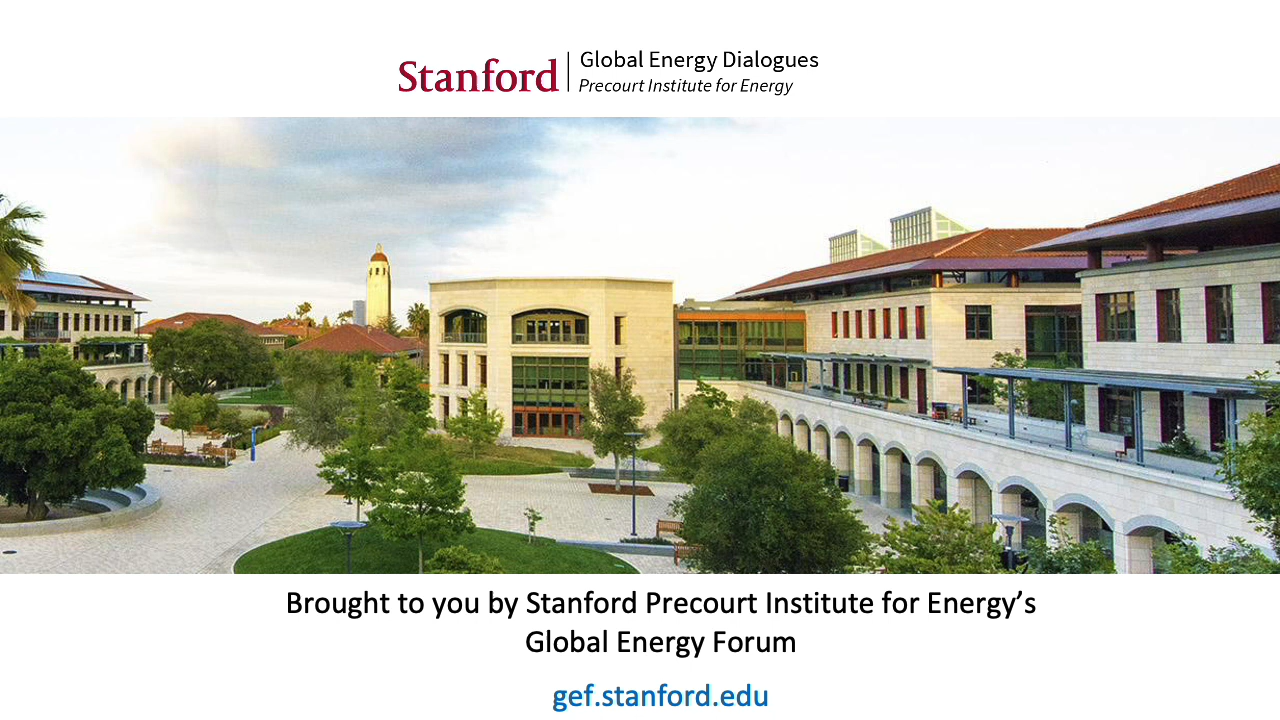 Stanford
Global Energy Dialogues
Precourt Institute for Energy
Brought to you by Stanford Precourt Institute for Energy’s
Global Energy Forum
gef.stanford.edu